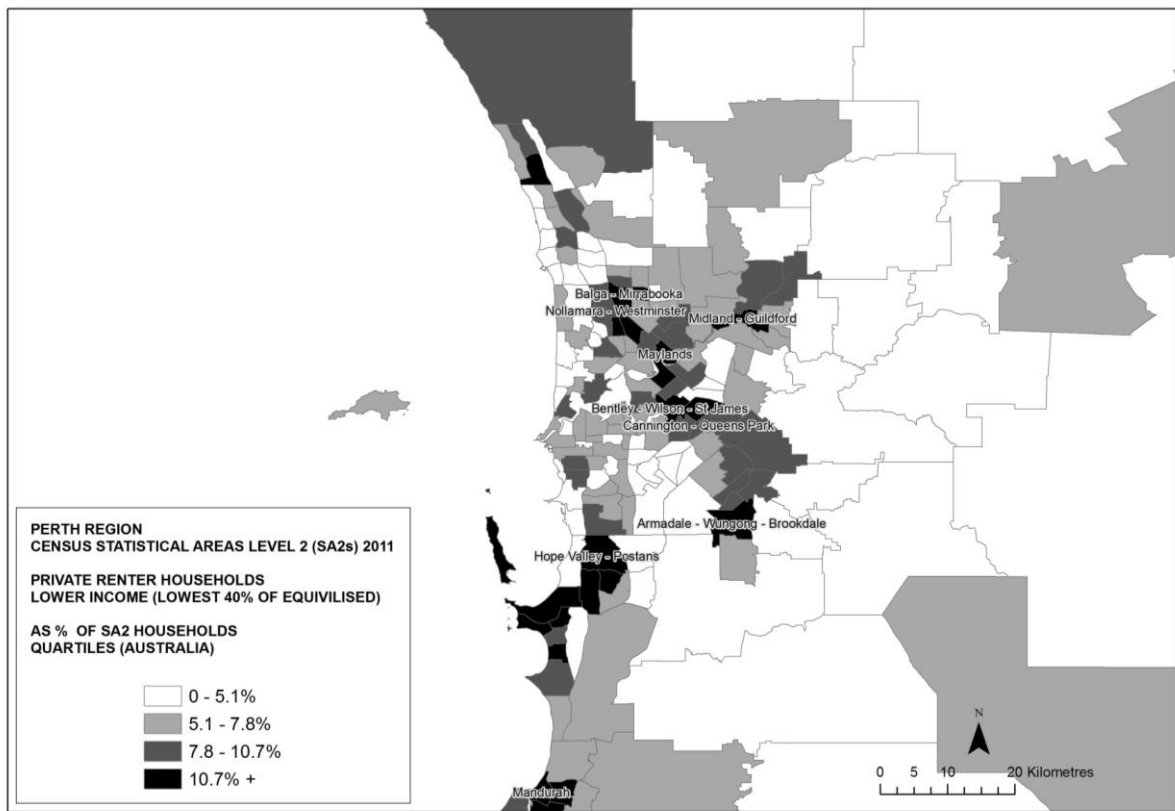 Balga - Mirrabooka
Nollamara - Westminster
Midland - Guildford
Maylands
Bentley - Wilson - St James
Cannington - Queens Park
Armadale - Wungong - Brookdale
Hope Valley - Postans
Mandurah
PERTH REGION
CENSUS STATISTICAL AREAS LEVEL 2 (SA2s) 2011
PRIVATE RENTER HOUSEHOLDS
LOWER INCOME (LOWEST 40% OF EQUIVILISED)
AS % OF SA2 HOUSEHOLDS
QUARTILES (AUSTRALIA)
0 - 5.1%
5.1 - 7.8%
7.8 - 10.7%
10.7% +
N
0 5 10 20 Kilometres